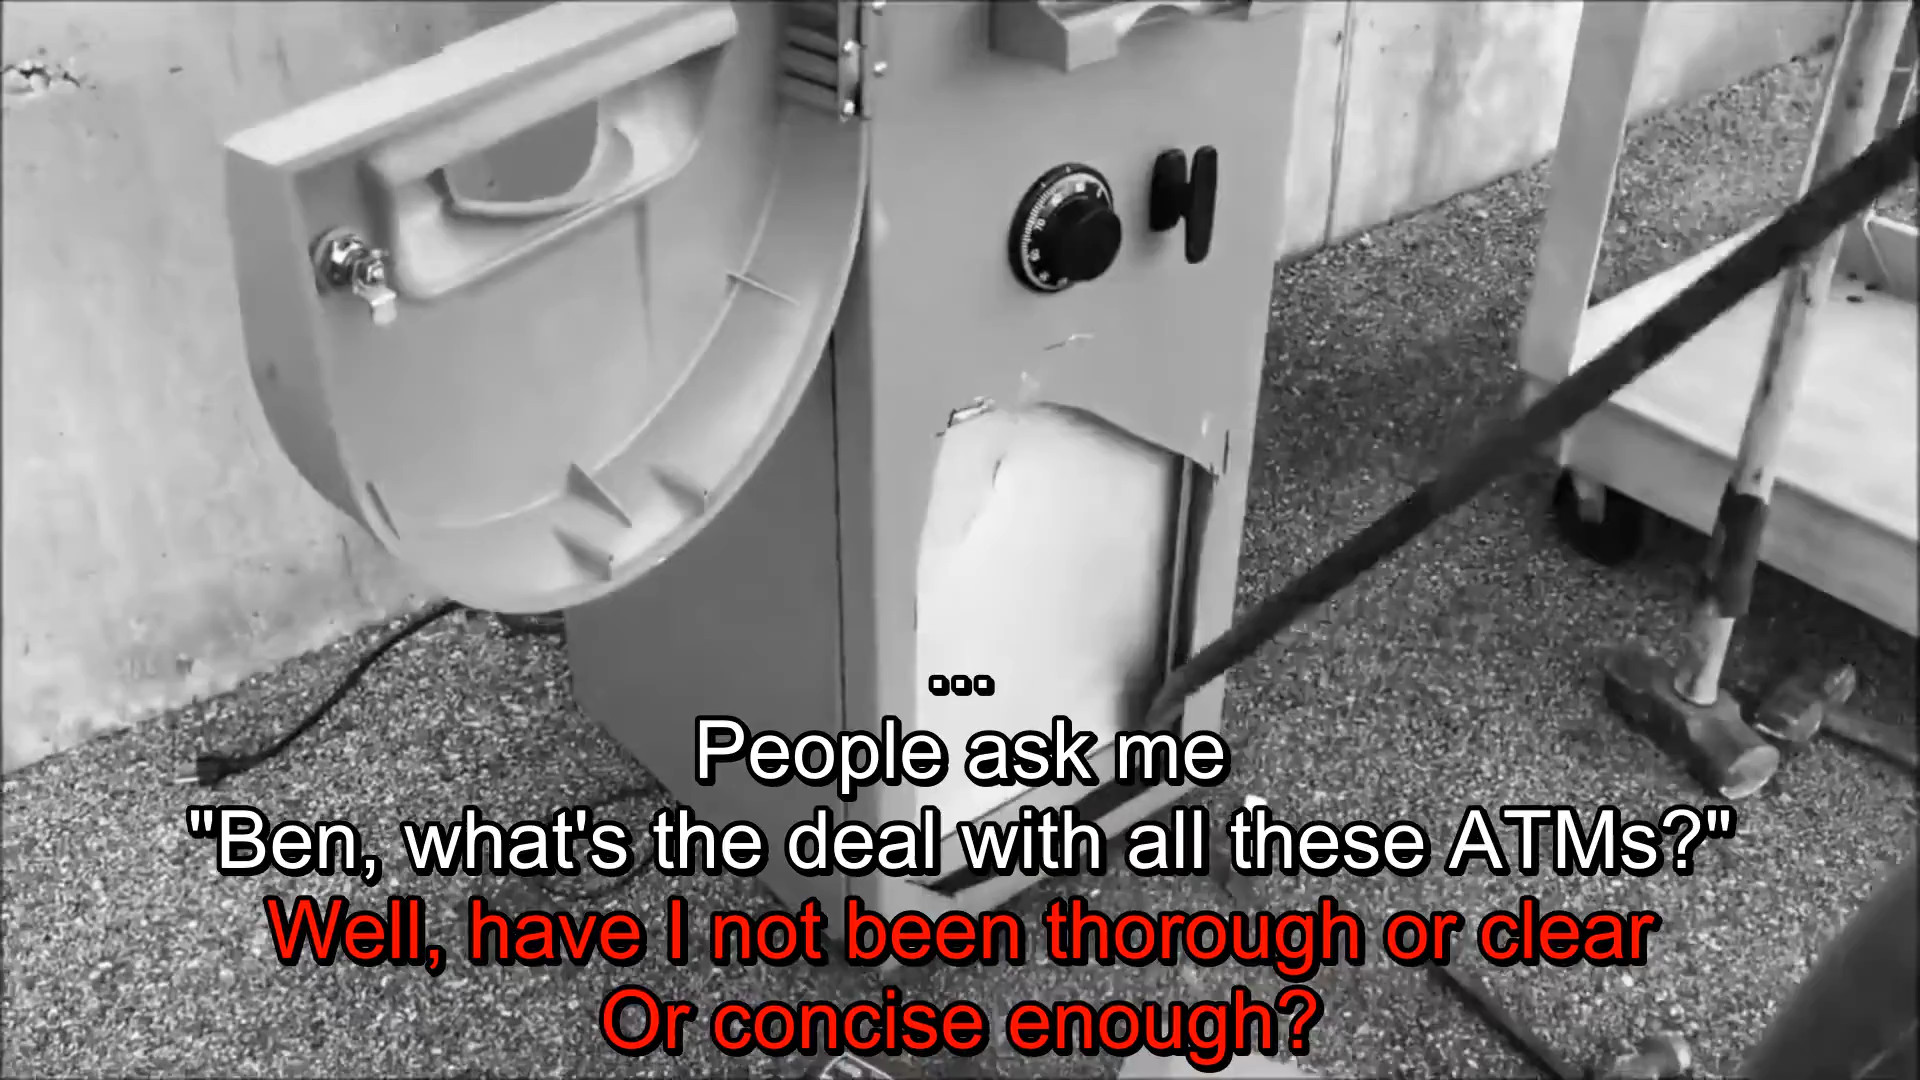 ...
People ask me
"Ben, what's the deal with all these ATMs?"
Well, have I not been thorough or clear
Or concise enough?